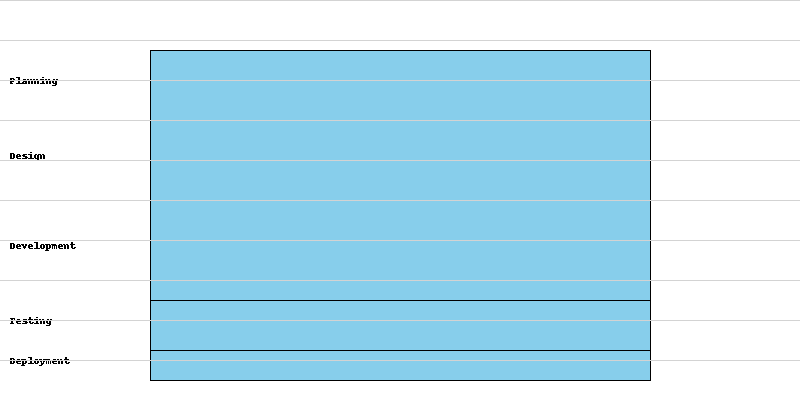 Planning
Design
Development
Testing
Deployment